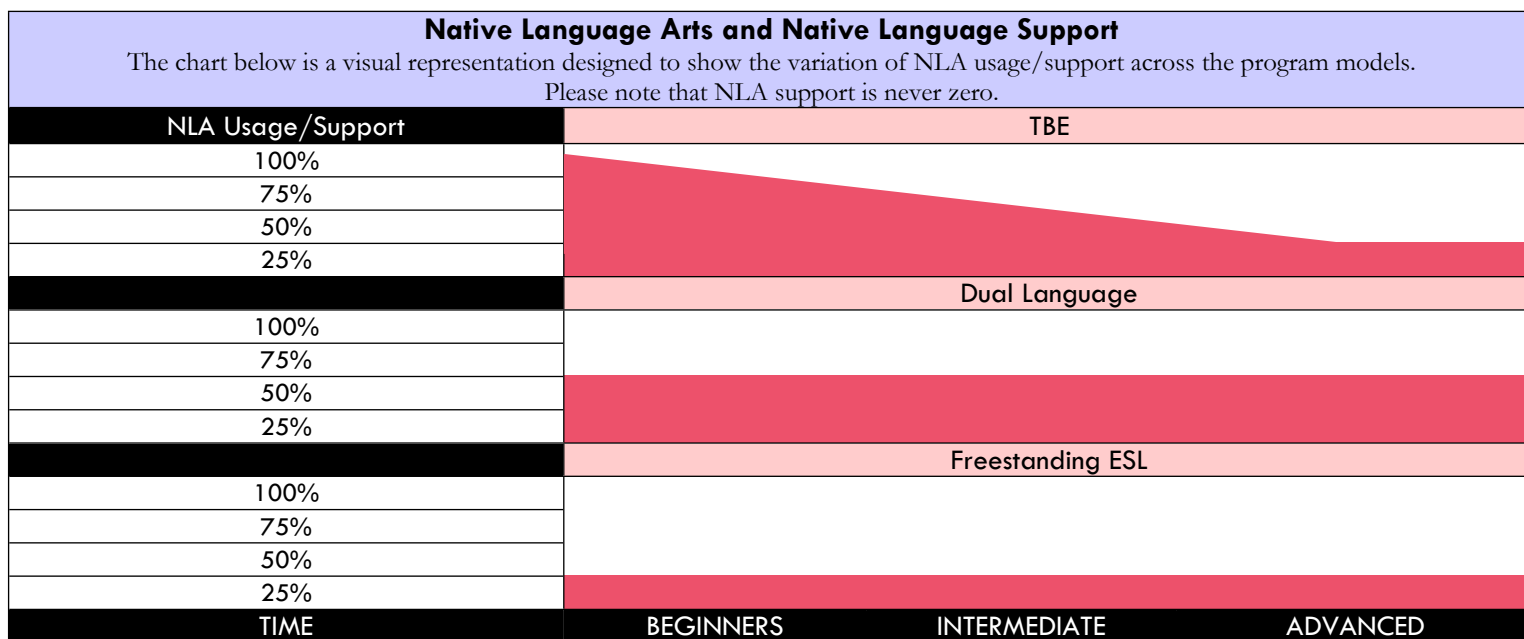 Native Language Arts and Native Language Support
The chart below is a visual representation designed to show the variation of NLA usage/support across the program models.
Please note that NLA support is never zero.
NLA Usage/Support TBE
100%
75%
50%
25%
Dual Language
100%
75%
50%
25%
Freestanding ESL
100%
75%
50%
25%
TIME BEGINNERS INTERMEDIATE ADVANCED